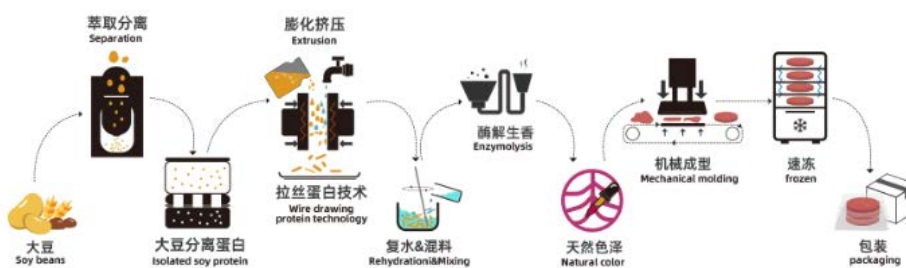 萃取分离
Separation
膨化挤压
Extrusion
酶解生香
Enzymolysis
机械成型
Mechanical molding
速冻
frozen
大豆
Soy beans
大豆分离蛋白
Isolated soy protein
拉丝蛋白技术
Wire drawing
protein technology
复水&混料
Rehydrationi&Mixing
天然色泽
Natural color
包装
packaging